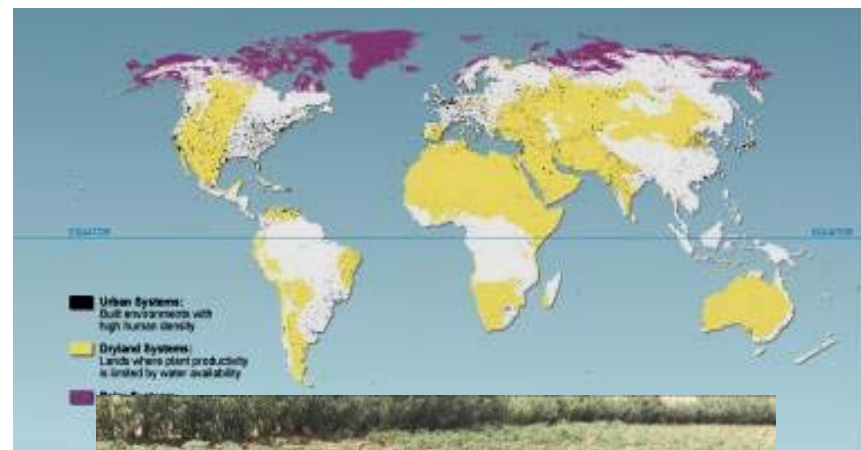 EQUATOR
EQUATOR
Urban Systems:
Built environments with
high human density
Dryland Systems:
Lands where plant productivity
is limited by water availability